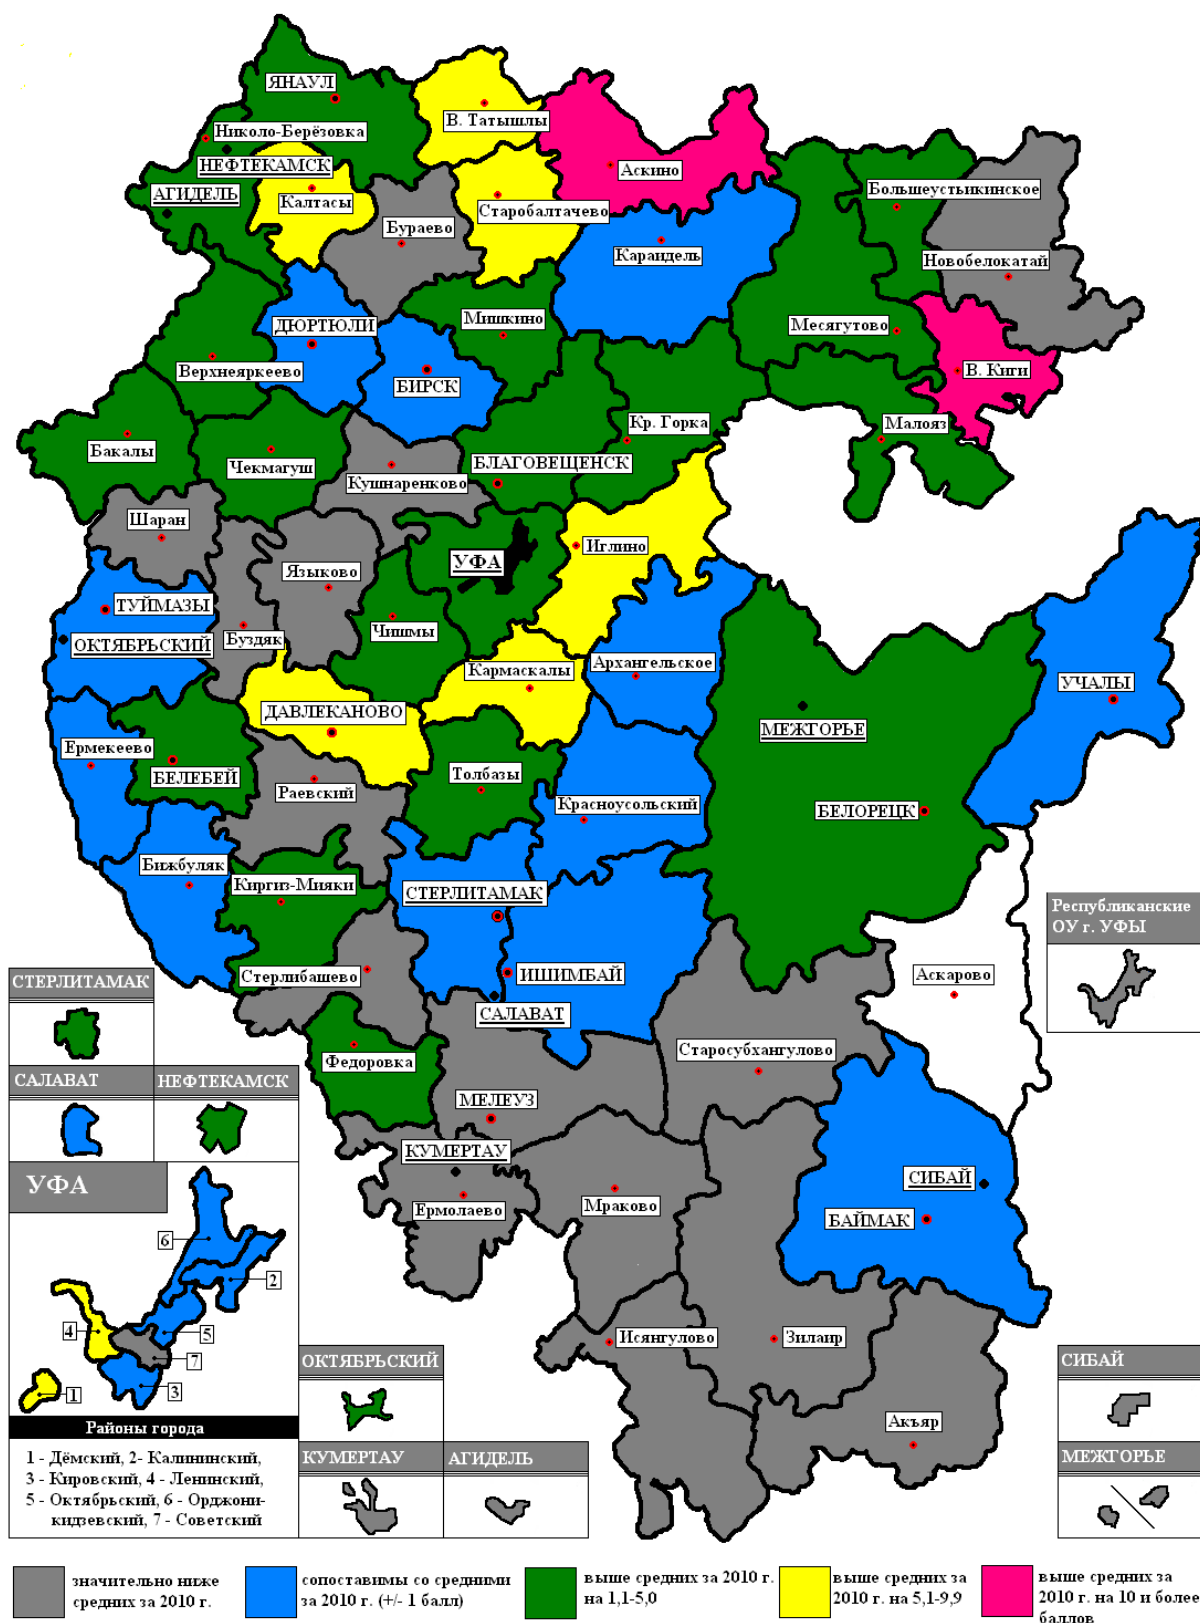 ЯНАУЛ
В. Татышлы
Николо-Берёзовка
НЕФТЕКАМСК
Аскино
АГИДЕЛЬ
Калтасы
Старобалтачево
Большеустьикинское
Бураево
Караидель
Новобелокатай
Мишкино
ДЮРТЮЛИ
Месягутово
Верхнеяркеево
БИРСК
В. Киги
Кр. Горка
Малояз
Бакалы
Чекмагуш
БЛАГОВЕЩЕНСК
Кушнаренково
Шаран
Иглино
УФА
Языково
ТУЙМАЗЫ
Чишмы
Буздяк
ОКТЯБРЬСКИЙ
Архангельское
Кармаскалы
УЧАЛЫ
ДАВЛЕКАНОВО
МЕЖГОРЬЕ
Ермекеево
БЕЛЕБЕЙ
Толбазы
Раевский
Красноусольский
БЕЛОРЕЦК
Бижбуляк
Киргиз-Мияки
СТЕРЛИТАМАК
Республиканские
ОУ г. УФЫ
Стерлибашево
ИШИМБАЙ
Аскарово
СТЕРЛИТАМАК
САЛАВАТ
Федоровка
Старосубхангулово
САЛАВАТ
НЕФТЕКАМСК
МЕЛЕУЗ
КУМЕРТАУ
УФА
СИБАЙ
Ермолаево
Мраково
БАЙМАК
6
2
4
5
7
1
3
Исянгулово
Зилаир
ОКТЯБРЬСКИЙ
СИБАЙ
Акъяр
Районы города
КУМЕРТАУ
АГИДЕЛЬ
МЕЖГОРЬЕ
1 - Дёмский, 2- Калининский,
3 - Кировский, 4 - Ленинский,
5 - Октябрьский, 6 - Орджони-
кидзевский, 7 - Советский
значительно ниже
средних за 2010 г.
сопоставимы со средними
за 2010 г. (+/- 1 балл)
выше средних за 2010 г.
на 1,1-5,0
выше средних за
2010 г. на 5,1-9,9
выше средних за
2010 г. на 10 и более
баллов